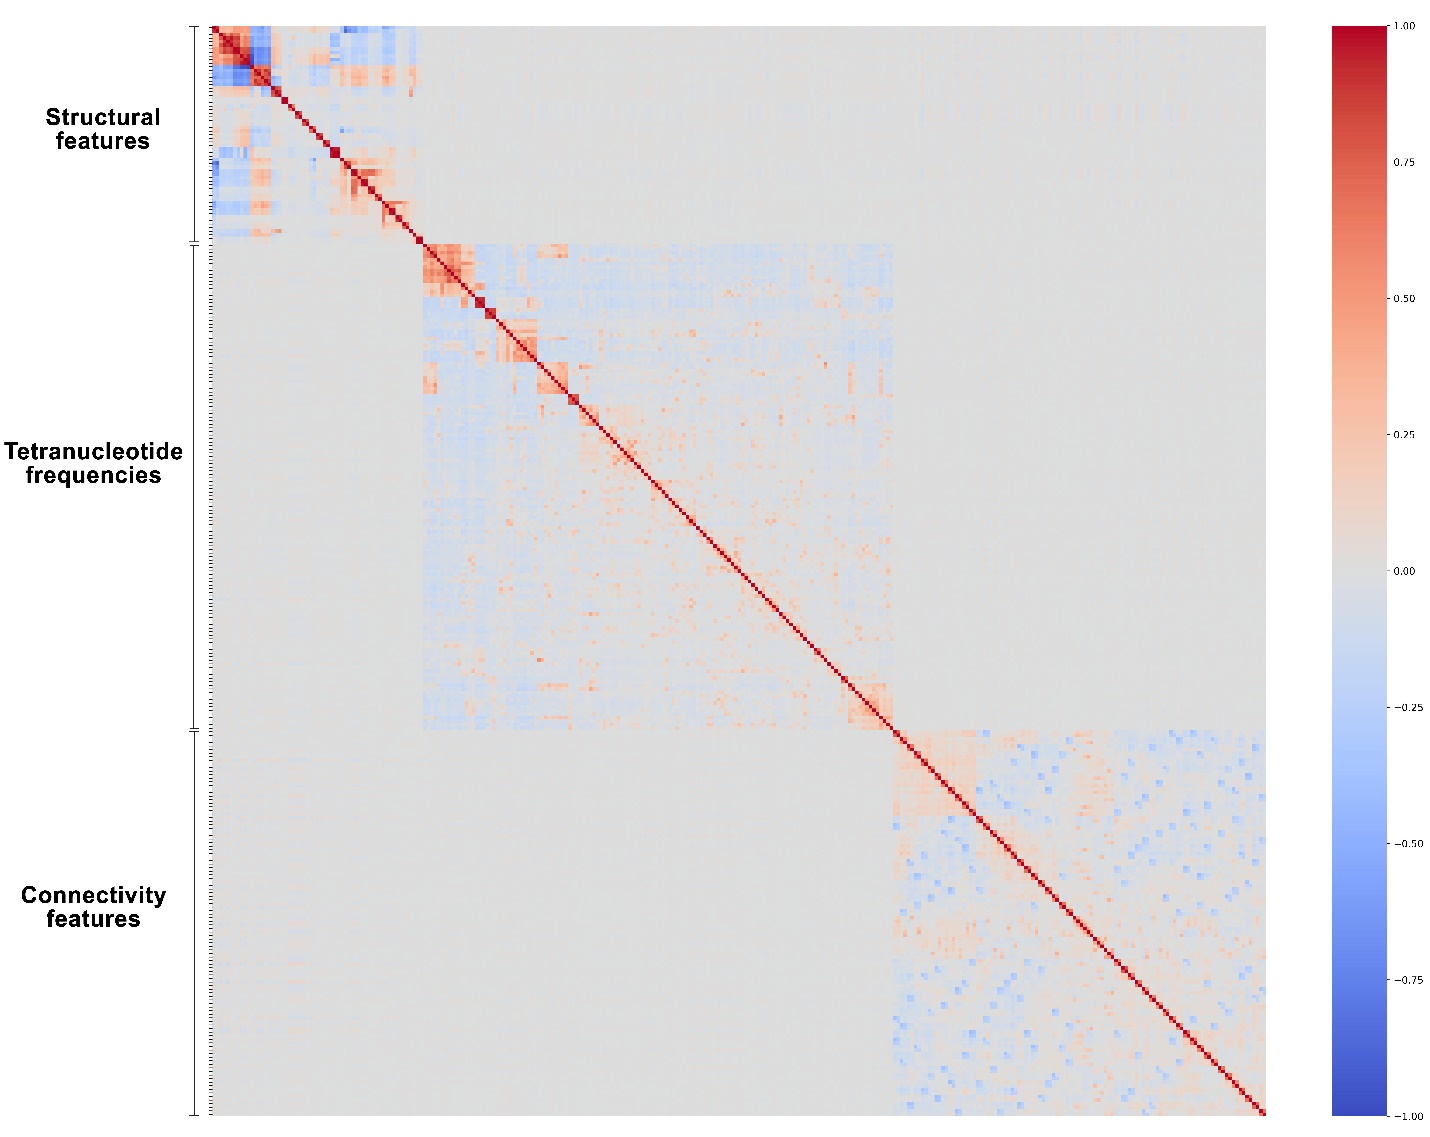 Structural
features
Tetranucleotide
frequencies
Connectivity
features
1.00
0.75
0.50
0.25
0.00
−0.25
−0.50
−0.75
−1.00